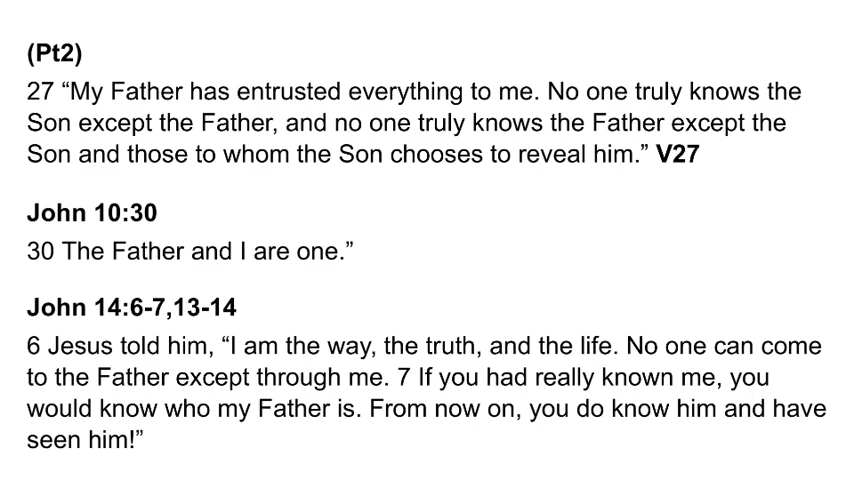 (Pt2)
27 “My Father has entrusted everything to me. No one truly knows the
Son except the Father, and no one truly knows the Father except the
Son and those to whom the Son chooses to reveal him.” V27
John 10:30
30 The Father and I are one.”
John 14:6-7,13-14
6 Jesus told him, “I am the way, the truth, and the life. No one can come
to the Father except through me. 7 If you had really known me, you
would know who my Father is. From now on, you do know him and have
seen him!”